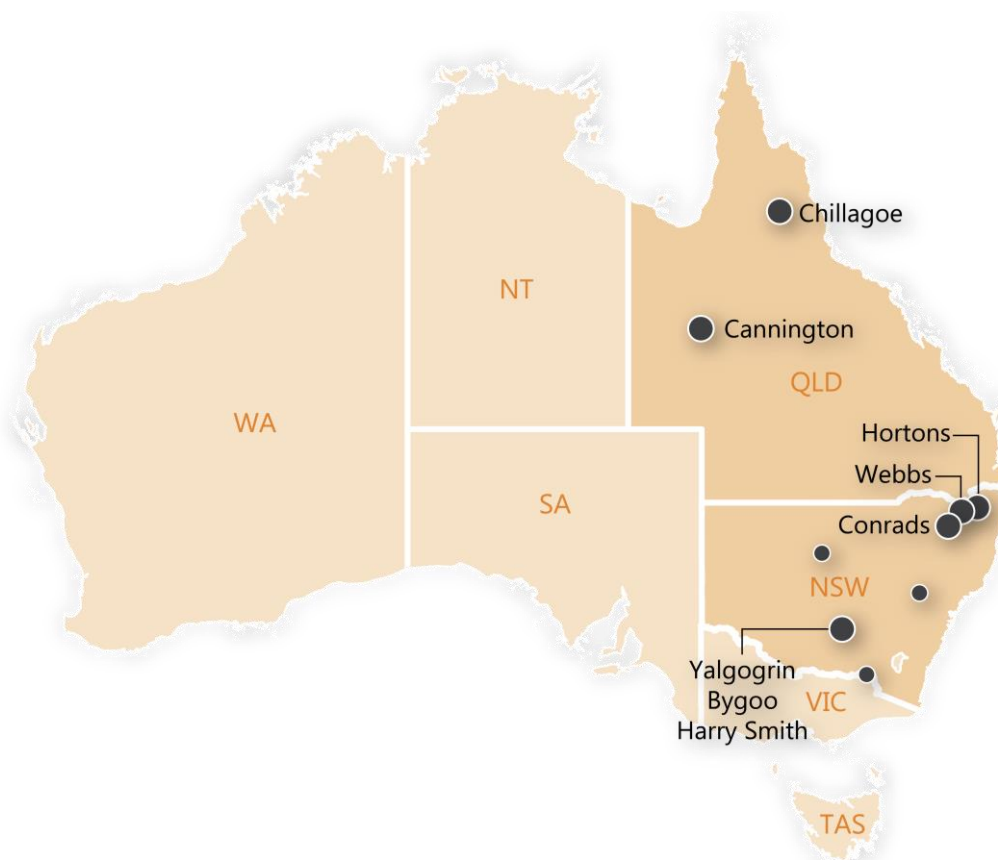 Chillagoe
NT
Cannington
QLD
WA
Hortons
Webbs
SA
Conrads
NSW
Yalgogrin
Bygoo
Harry Smith
VIC
TAS